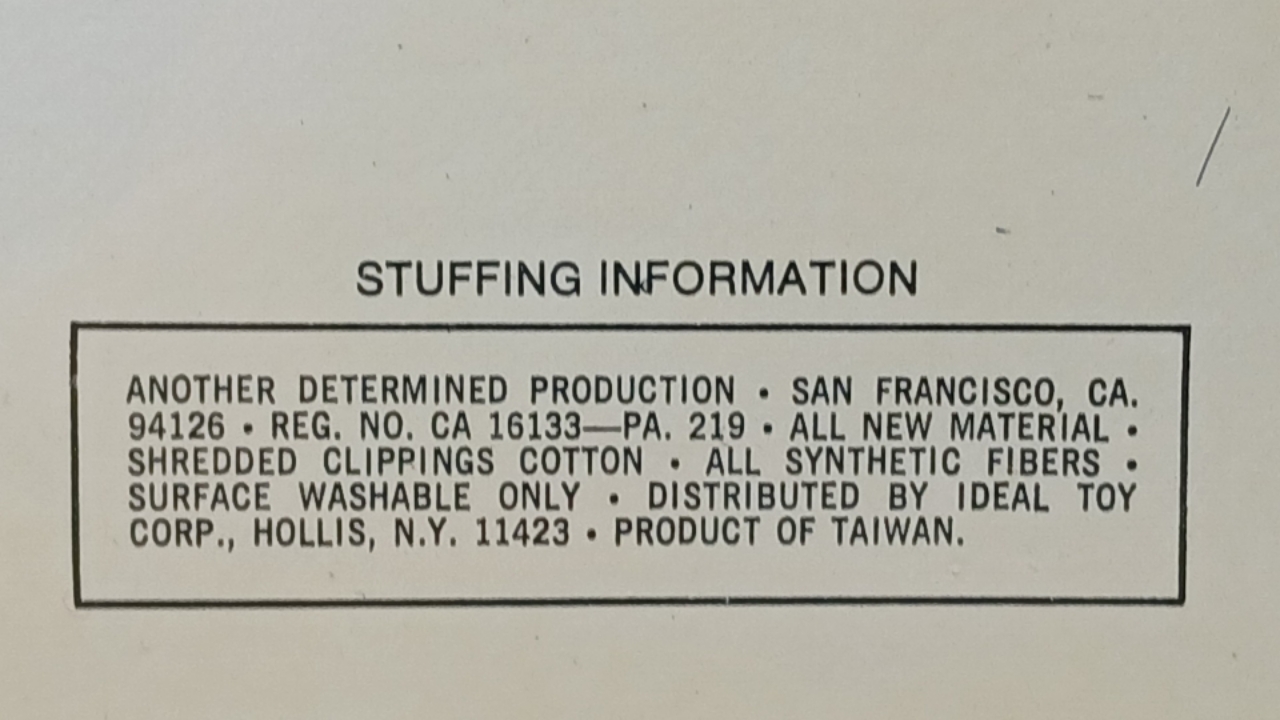 STUFFING INFORMATION
ANOTHER DETERMINED PRODUCTION • SAN FRANCISCO, CA.
94126 • REG. NO. CA 16133—PA. 219 • ALL NEW MATERIAL •
SHREDDED CLIPPINGS COTTON • ALL SYNTHETIC FIBERS •
SURFACE WASHABLE ONLY • DISTRIBUTED BY IDEAL TOY
CORP., HOLLIS, N.Y. 11423 • PRODUCT OF TAIWAN.